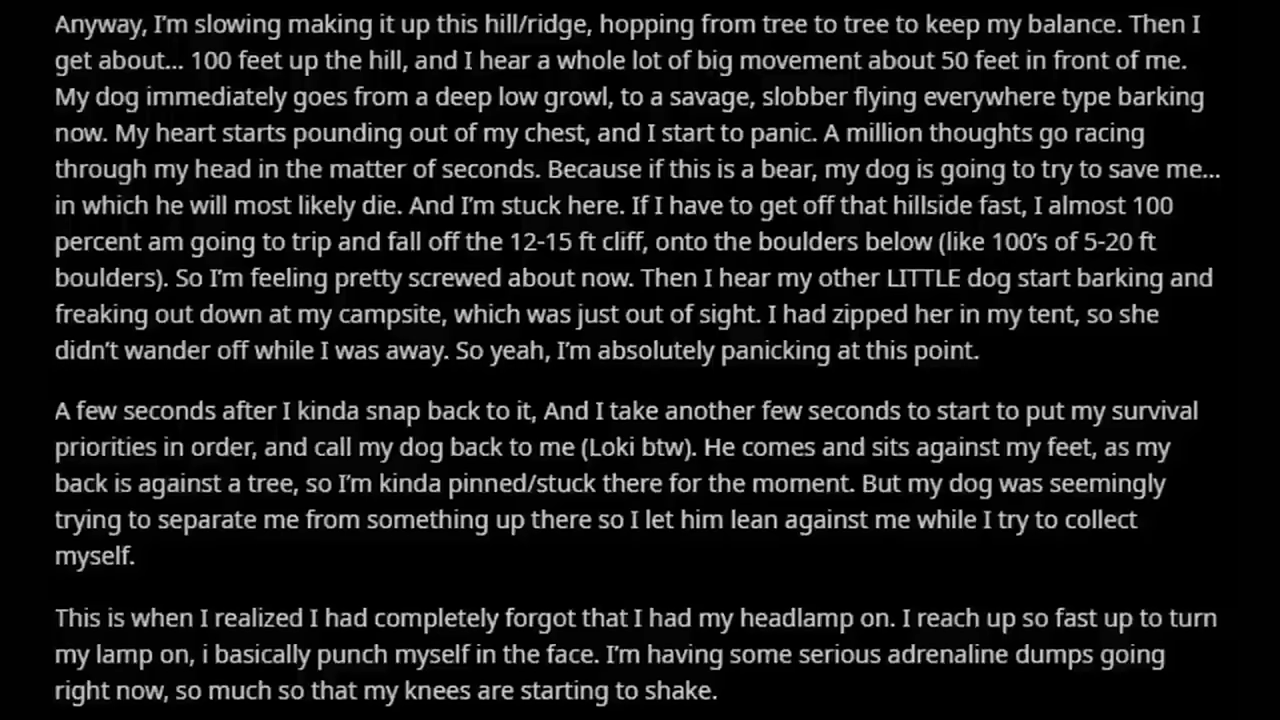 Anyway, I'm slowing making it up this hill/ridge, hopping from tree to tree to keep my balance. Then I
get about... 100 feet up the hill, and I hear a whole lot of big movement about 50 feet in front of me.
My dog immediately goes from a deep low growl, to a savage, slobber flying everywhere type barking
now. My heart starts pounding out of my chest, and I start to panic. A million thoughts go racing
through my head in the matter of seconds. Because if this is a bear, my dog is going to try to save me...
in which he will most likely die. And I'm stuck here. If I have to get off that hillside fast, I almost 100
percent am going to trip and fall off the 12-15 ft cliff, onto the boulders below (like 100's of 5-20 ft
boulders). So I'm feeling pretty screwed about now. Then I hear my other LITTLE dog start barking and
freaking out down at my campsite, which was just out of sight. I had zipped her in my tent, so she
didn't wander off while I was away. So yeah, I'm absolutely panicking at this point.
A few seconds after I kinda snap back to it, And I take another few seconds to start to put my survival
priorities in order, and call my dog back to me (Loki btw). He comes and sits against my feet, as my
back is against a tree, so I'm kinda pinned/stuck there for the moment. But my dog was seemingly
trying to separate me from something up there so I let him lean against me while I try to collect
myself.
This is when I realized I had completely forgot that I had my headlamp on. I reach up so fast up to turn
my lamp on, i basically punch myself in the face. I'm having some serious adrenaline dumps going
right now, so much so that my knees are starting to shake.